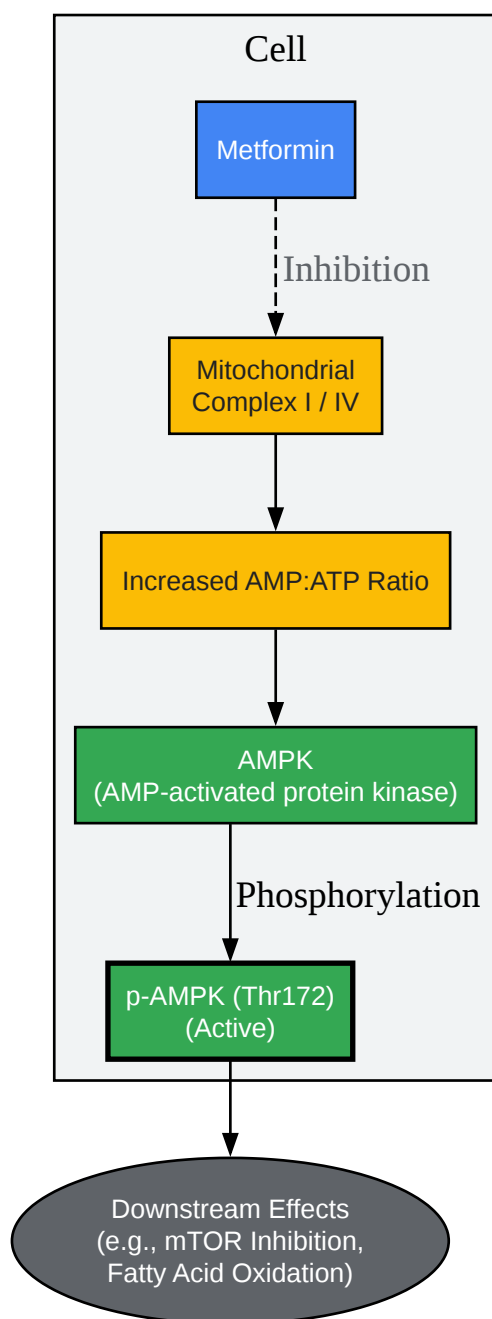 Cell
Metformin
Inhibition
Mitochondrial
Complex I / IV
Increased AMP:ATP Ratio
AMPK
(AMP-activated protein kinase)
Phosphorylation
p-AMPK (Thr172)
(Active)
Downstream Effects
(e.g., mTOR Inhibition,
Fatty Acid Oxidation)